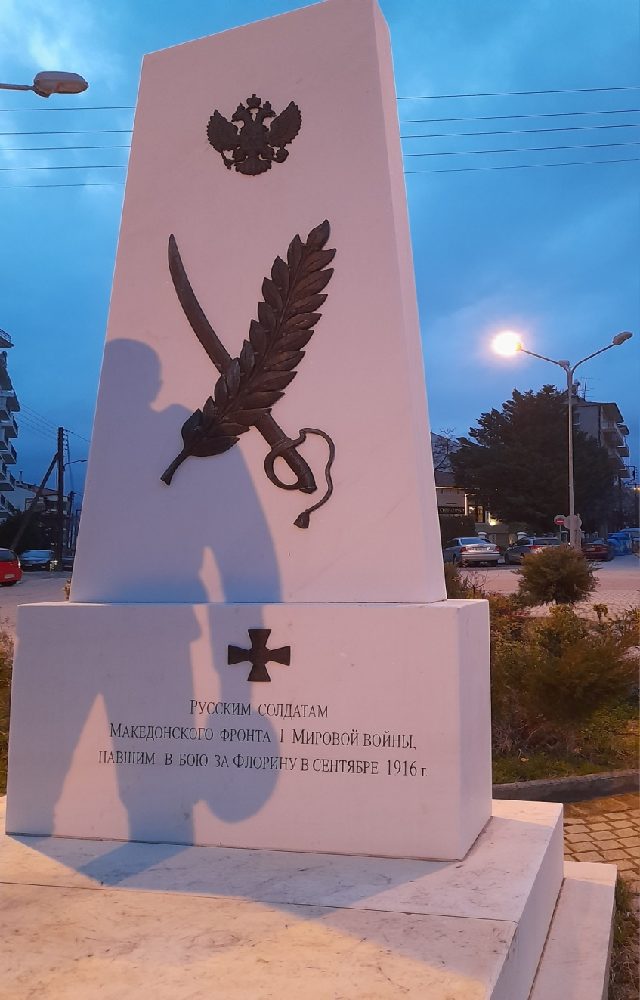 Русским солдатам
Македонского фронта I Мировой войны,
павшим в бою за Флорину в сентябре 1916 г.